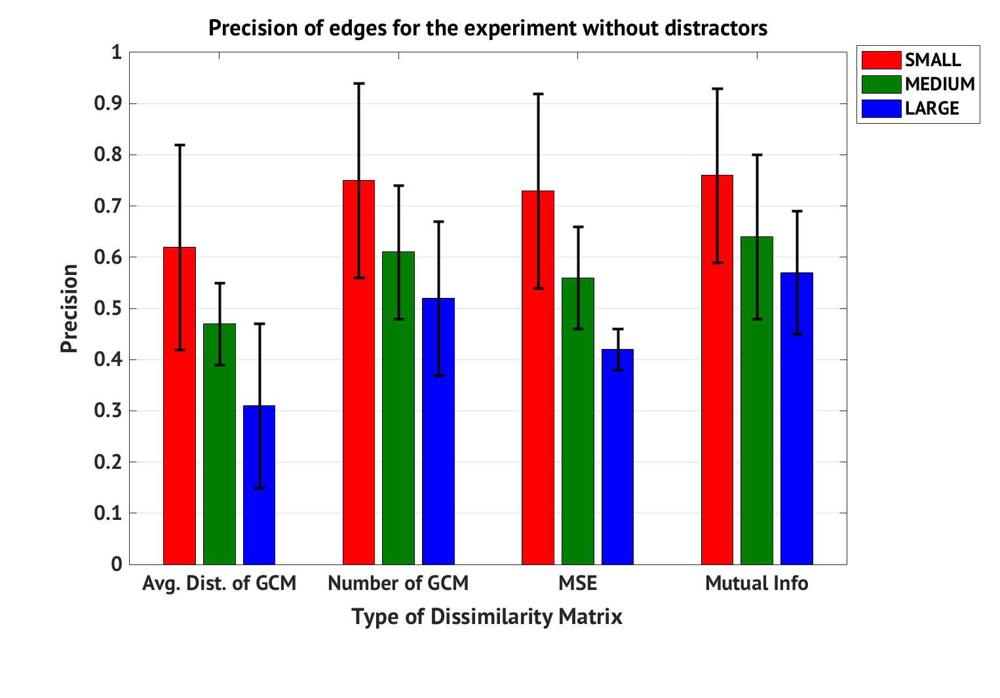 Precision of edges for the experiment without distractors
SMALL
MEDIUM
LARGE
1
0.9
0.8
0.7
0.6
0.5
0.4
0.3
0.2
0.1
0
Precision
Avg. Dist. of GCM
Number of GCM
MSE
Mutual Info
Type of Dissimilarity Matrix